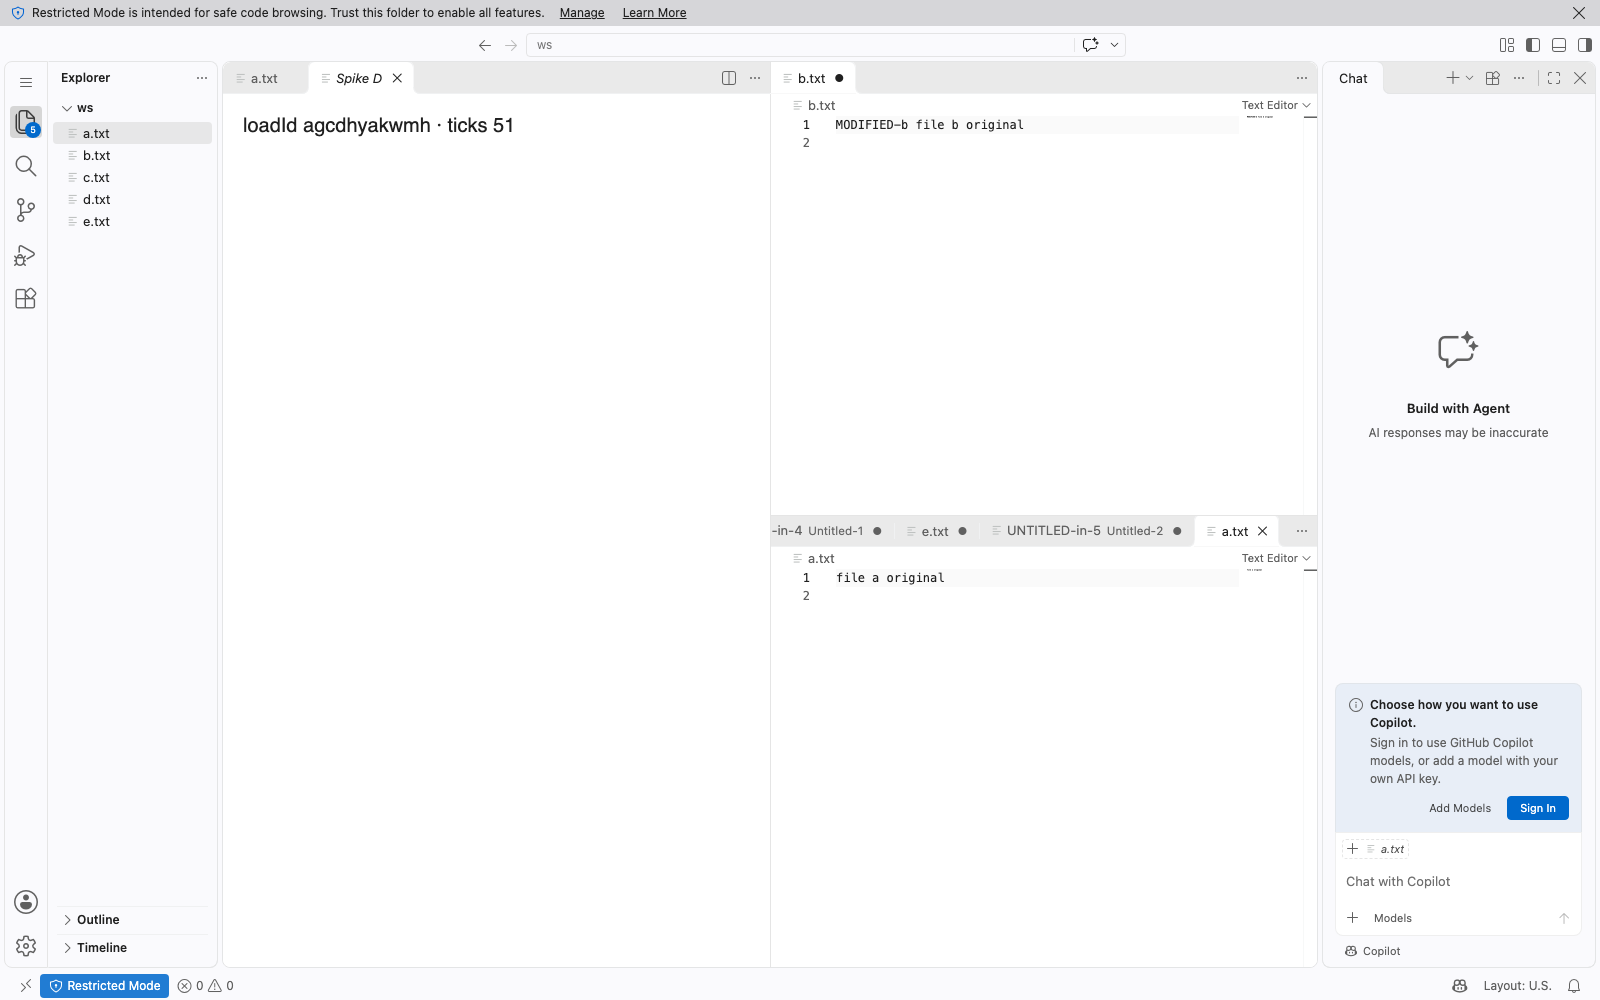 Restricted Mode is intended for safe code browsing. Trust this folder to enable all features. Manage Learn More
ws
Explorer
5
ws
a.txt
b.txt
c.txt
d.txt
e.txt
Outline
Timeline
a.txt
Spike D
loadId agcdhyakwmh · ticks 51
b.txt
b.txt
Text Editor
1 MODIFIED-b file b original
2
-in-4 Untitled-1
e.txt
UNTITLED-in-5 Untitled-2
a.txt
a.txt
Text Editor
1 file a original
2
Chat
Build with Agent
AI responses may be inaccurate
Choose how you want to use
Copilot.
Sign in to use GitHub Copilot
models, or add a model with your
own API key.
Add Models
Sign In
a.txt
Chat with Copilot
Models
Copilot
Restricted Mode
0
0
Layout: U.S.